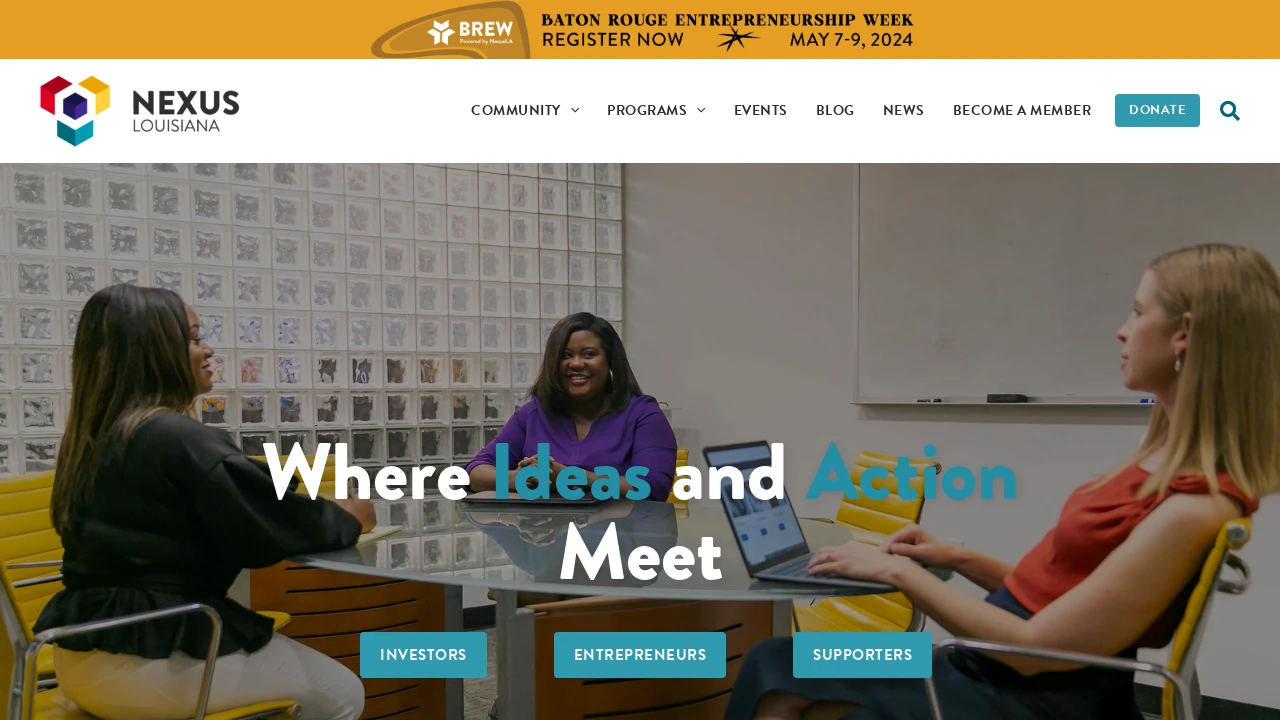 BREW
Powered by NexusLA
BATON ROUGE ENTREPRENEURSHIP WEEK
REGISTER NOW
MAY 7-9, 2024
NEXUS
LOUISIANA
COMMUNITY
PROGRAMS
EVENTS
BLOG
NEWS
BECOME A MEMBER
DONATE
Where Ideas and Action
Meet
INVESTORS
ENTREPRENEURS
SUPPORTERS